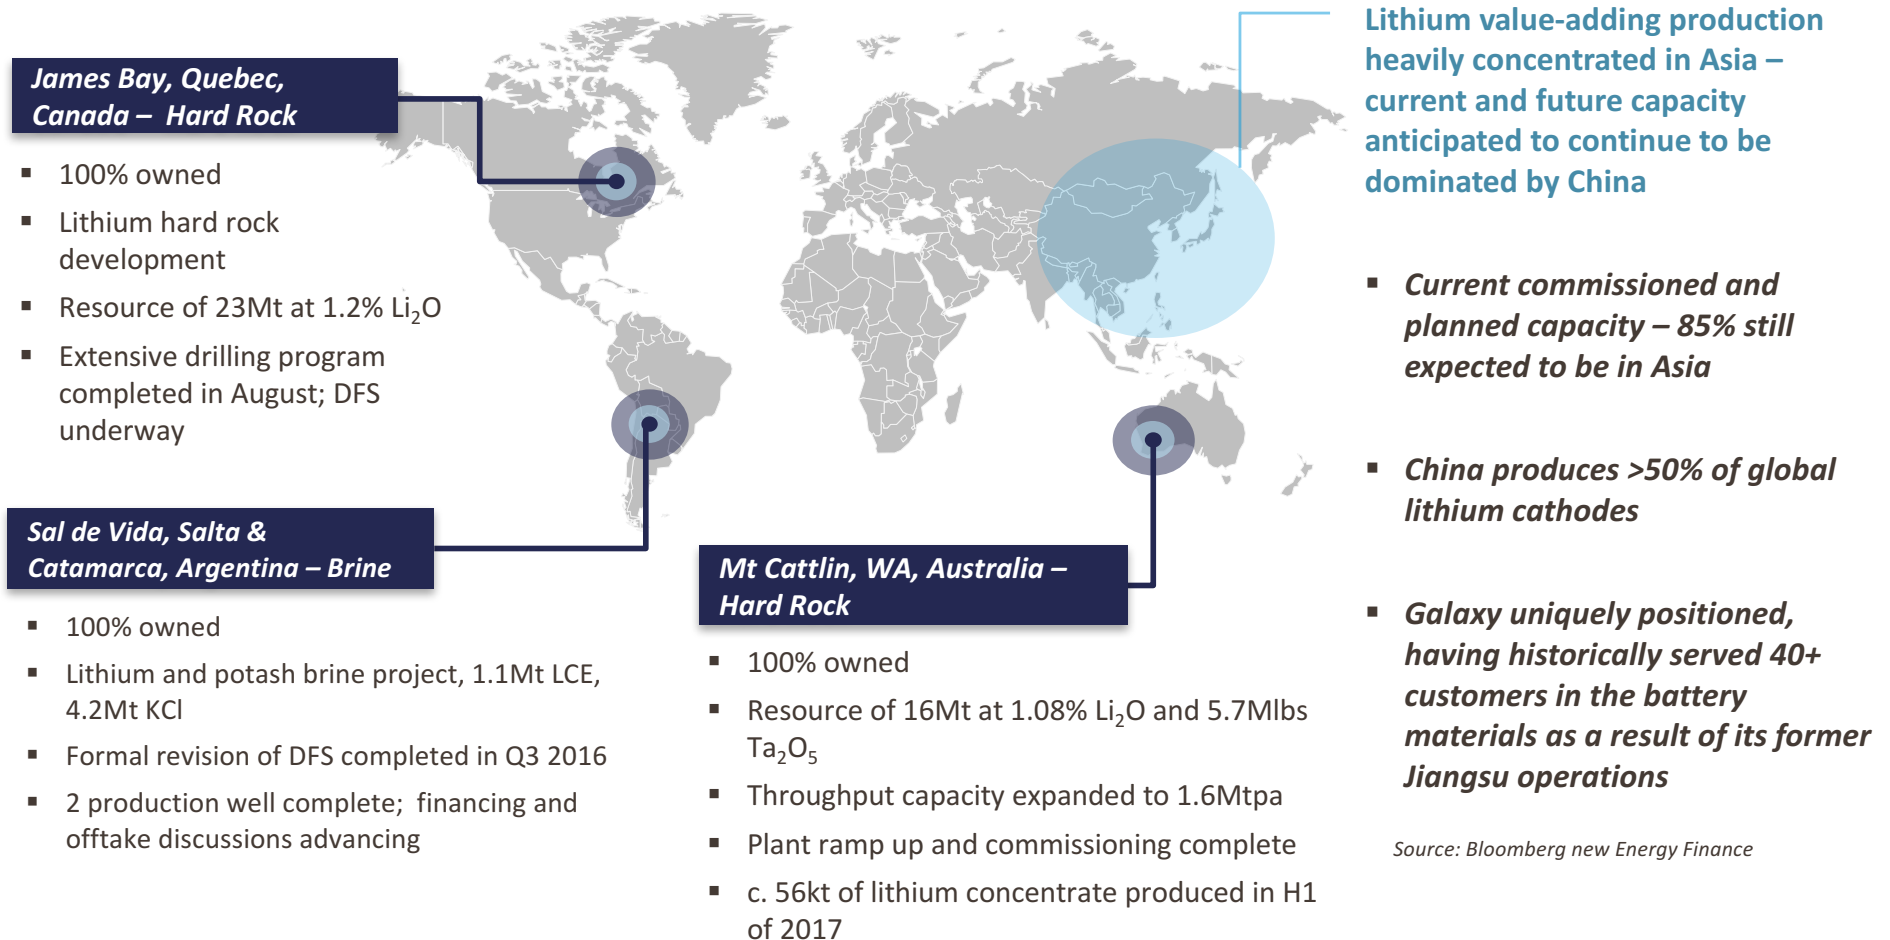 James Bay, Quebec,
Canada – Hard Rock
▪ 100% owned
▪ Lithium hard rock
development
▪ Resource of 23Mt at 1.2% Li₂O
▪ Extensive drilling program
completed in August; DFS
underway
Sal de Vida, Salta &
Catamarca, Argentina – Brine
▪ 100% owned
▪ Lithium and potash brine project, 1.1Mt LCE,
4.2Mt KCl
▪ Formal revision of DFS completed in Q3 2016
▪ 2 production well complete; financing and
offtake discussions advancing
Mt Cattlin, WA, Australia –
Hard Rock
▪ 100% owned
▪ Resource of 16Mt at 1.08% Li₂O and 5.7Mlbs
Ta₂O₅
▪ Throughput capacity expanded to 1.6Mtpa
▪ Plant ramp up and commissioning complete
▪ c. 56kt of lithium concentrate produced in H1
of 2017
Lithium value-adding production
heavily concentrated in Asia –
current and future capacity
anticipated to continue to be
dominated by China
▪ Current commissioned and
planned capacity – 85% still
expected to be in Asia
▪ China produces >50% of global
lithium cathodes
▪ Galaxy uniquely positioned,
having historically served 40+
customers in the battery
materials as a result of its former
Jiangsu operations
Source: Bloomberg new Energy Finance